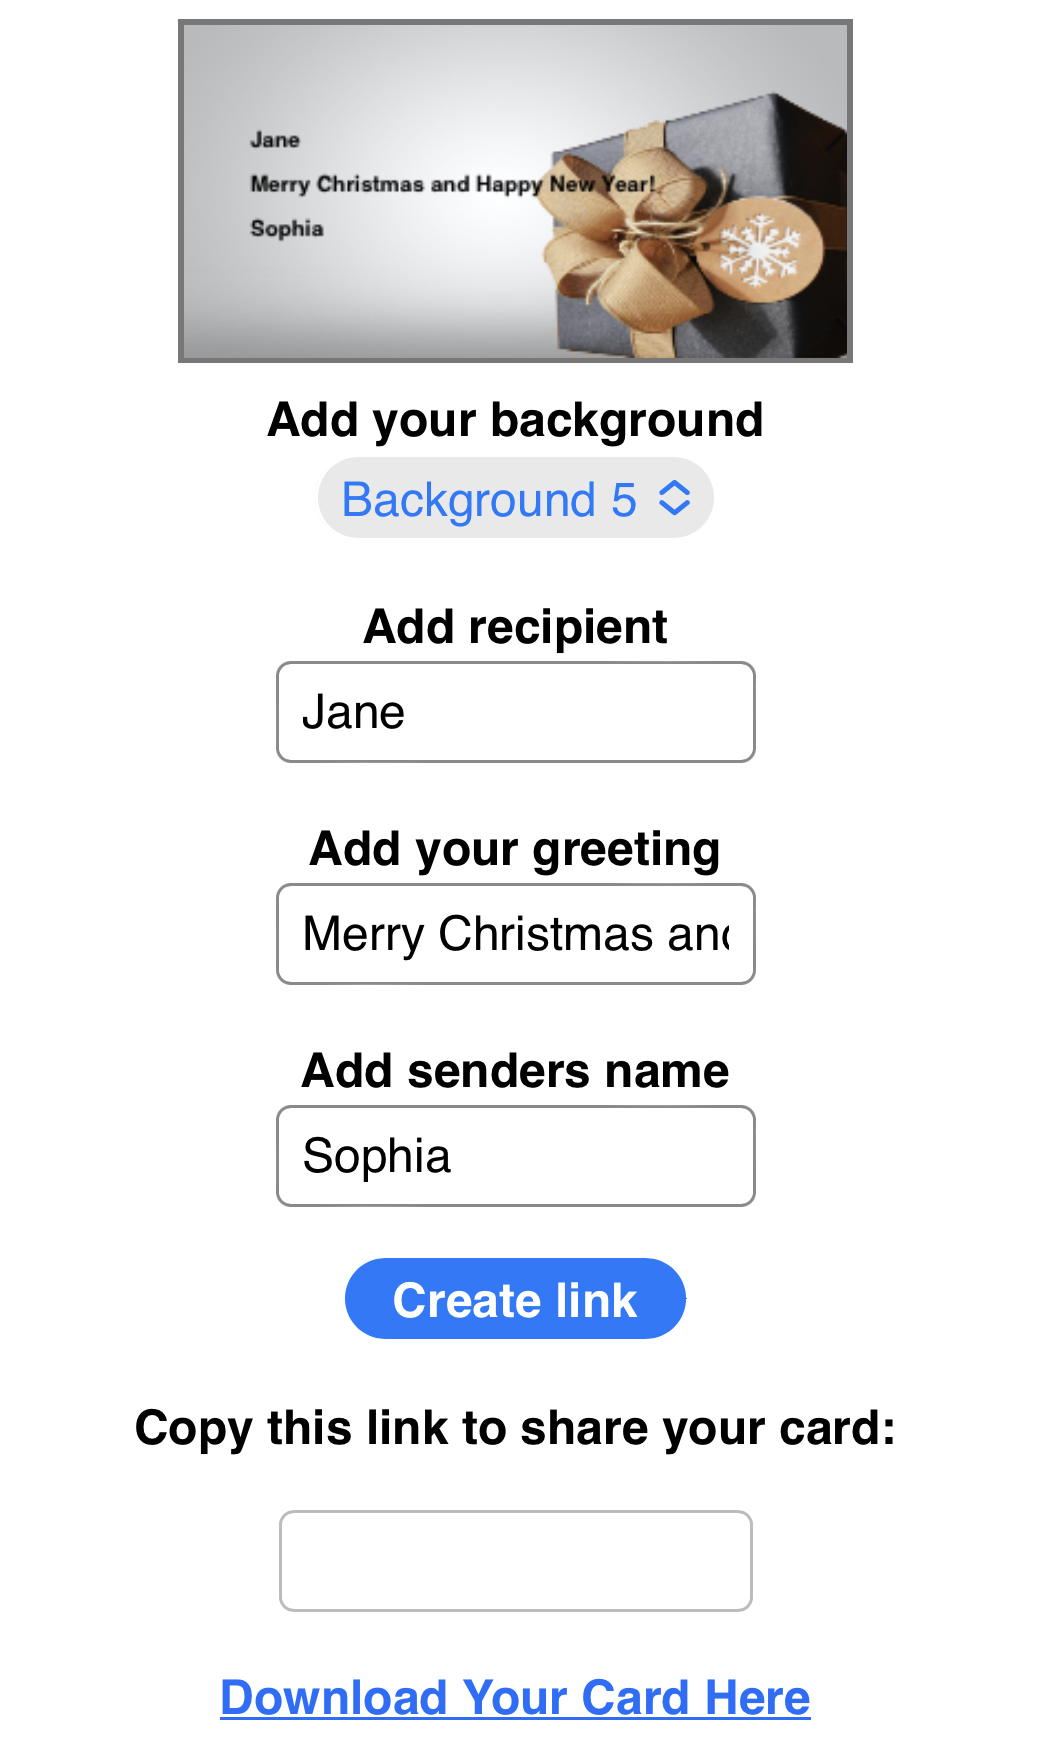 Jane
Merry Christmas and Happy New Year!
Sophia
Add your background
Background 5
Add recipient
Jane
Add your greeting
Merry Christmas and
Add senders name
Sophia
Create link
Copy this link to share your card:
Download Your Card Here